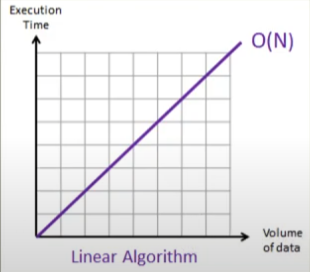 Execution
Time
O(N)
Volume
of data
Linear Algorithm